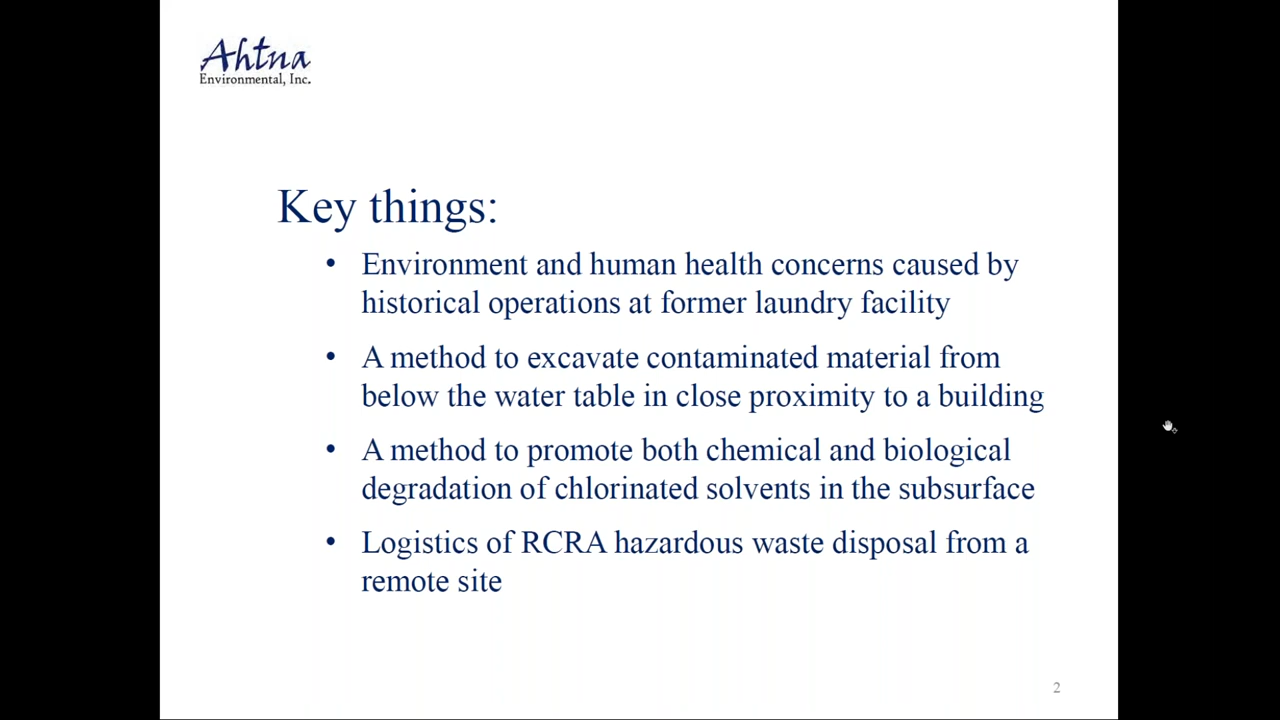 Ahtna
Environmental, Inc.
Key things:
• Environment and human health concerns caused by
historical operations at former laundry facility
• A method to excavate contaminated material from
below the water table in close proximity to a building
• A method to promote both chemical and biological
degradation of chlorinated solvents in the subsurface
• Logistics of RCRA hazardous waste disposal from a
remote site
2